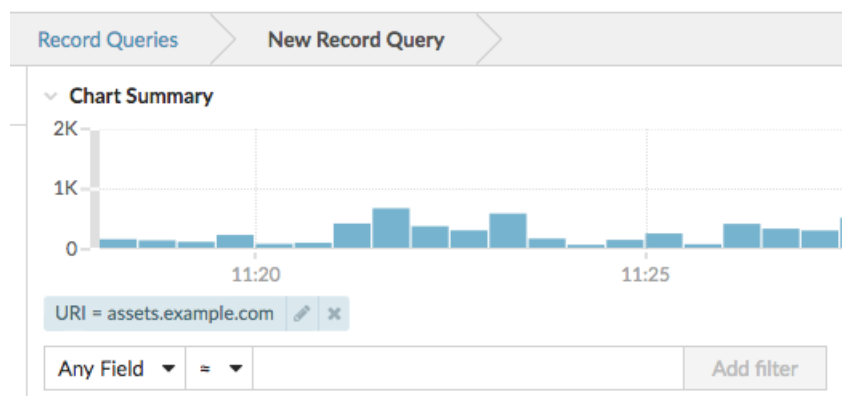 Record Queries New Record Query
Chart Summary
2K
1K
0
11:20 11:25
URI = assets.example.com
Any Field ≈ Add filter